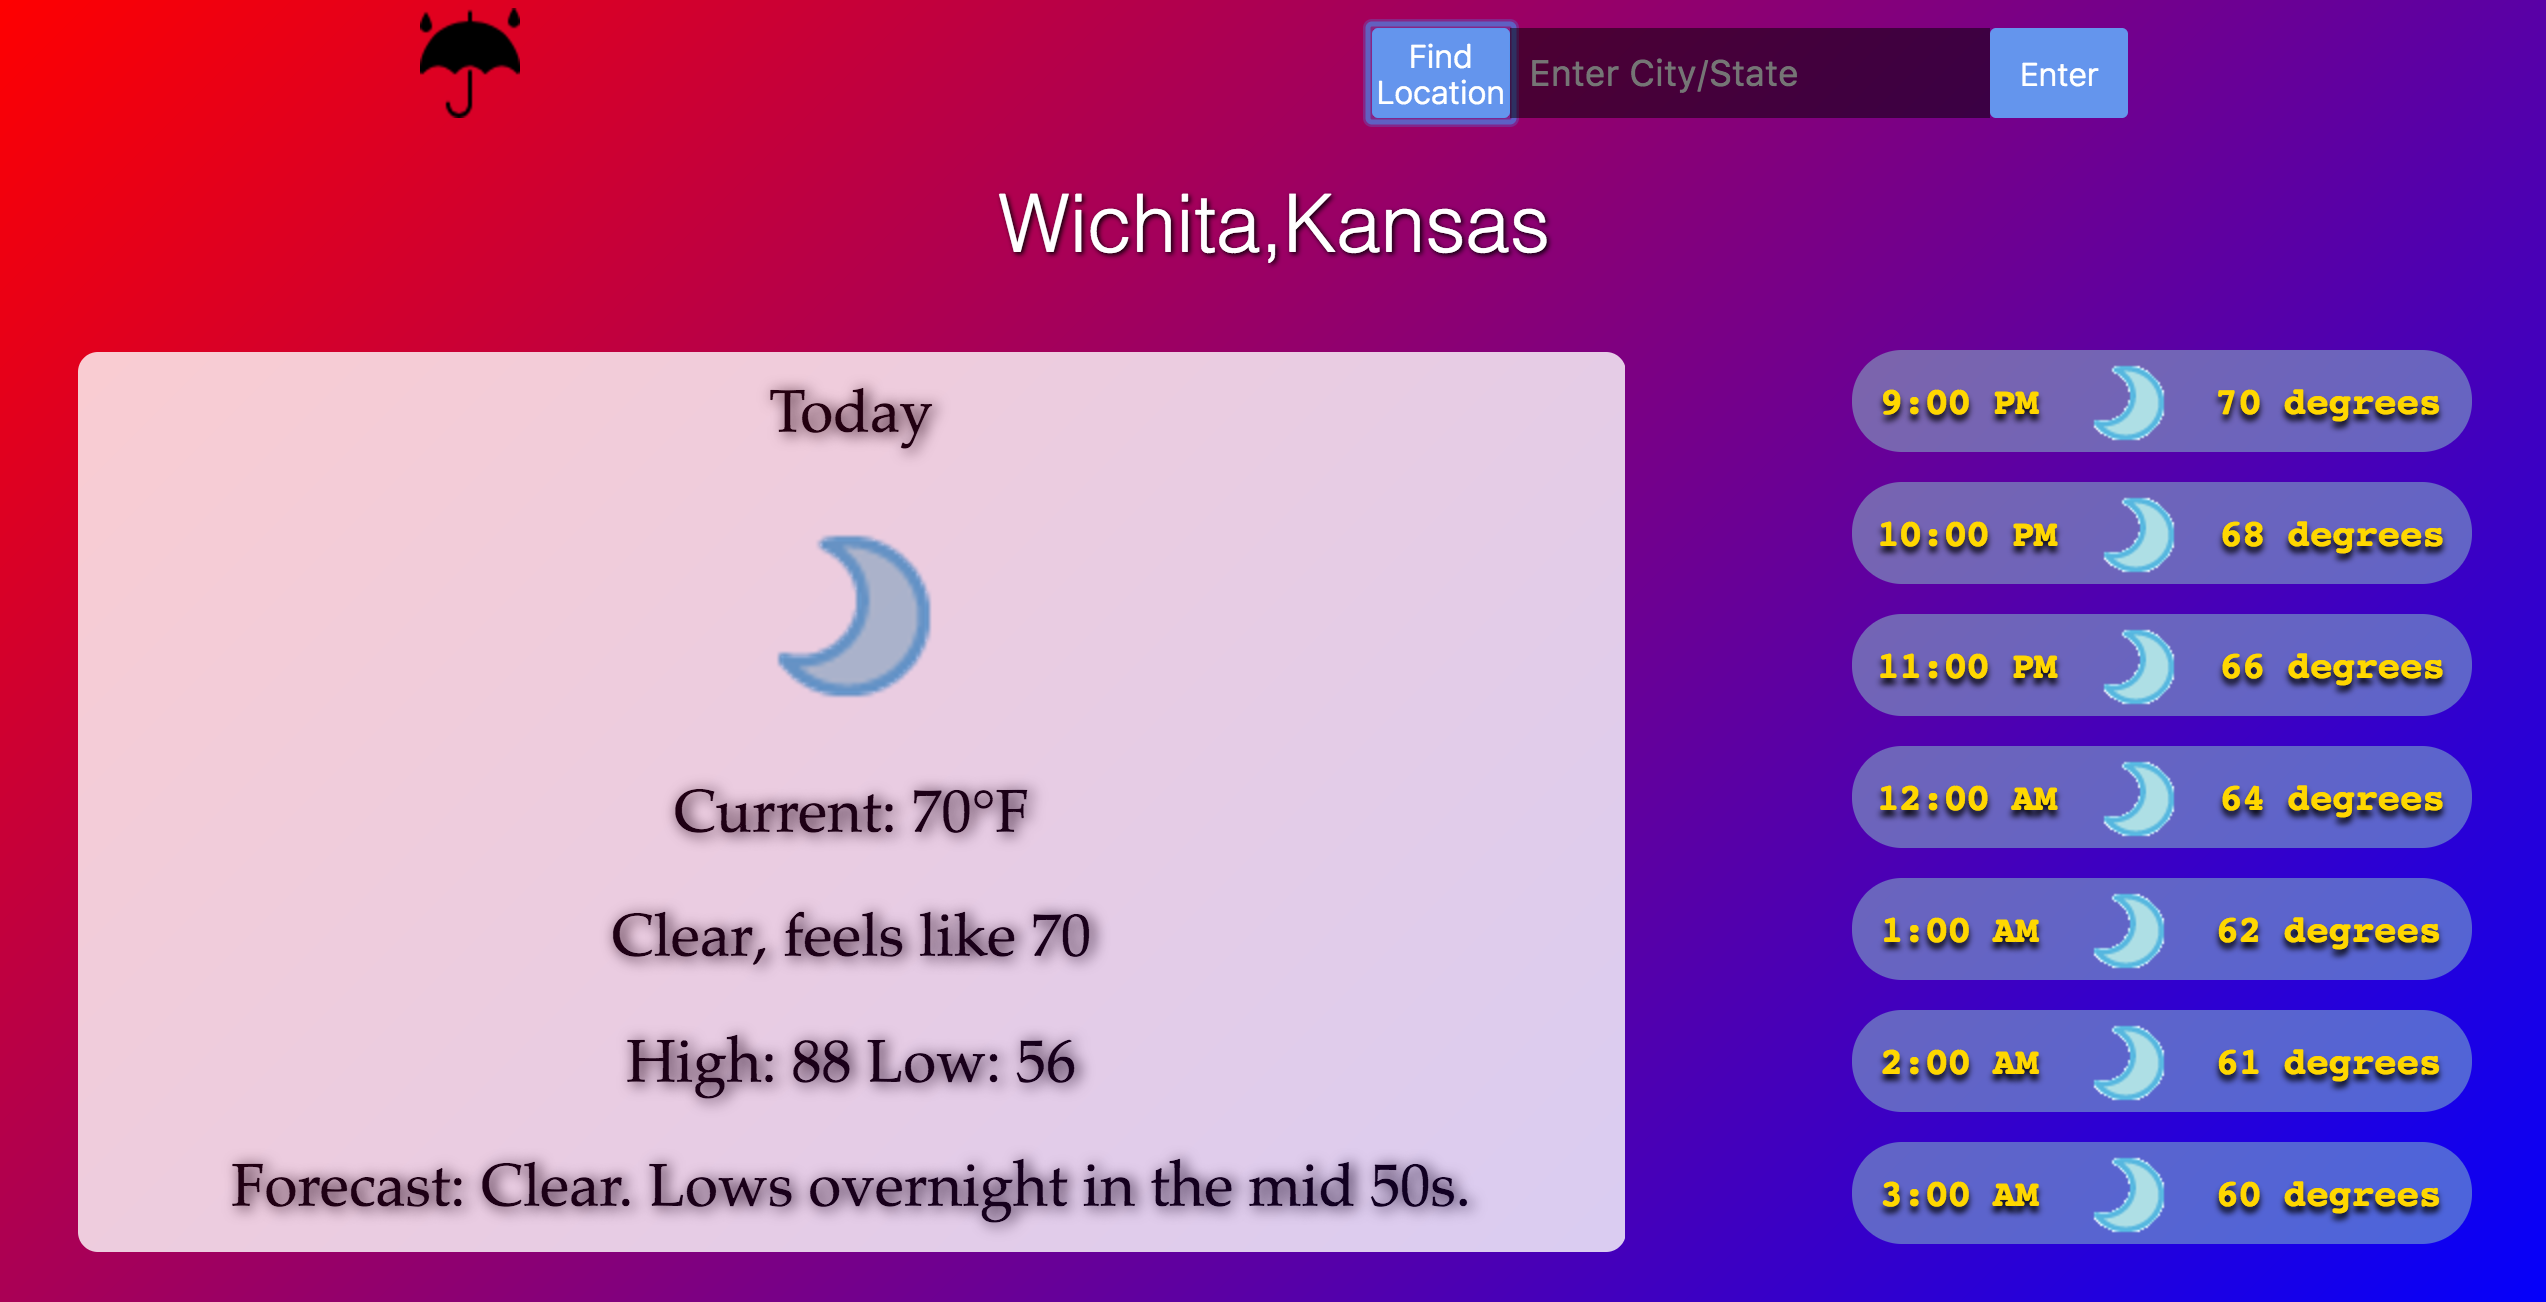 Find
Location
Enter City/State
Enter
Wichita,Kansas
Today
Current: 70°F
Clear, feels like 70
High: 88 Low: 56
Forecast: Clear. Lows overnight in the mid 50s.
9:00 PM 70 degrees
10:00 PM 68 degrees
11:00 PM 66 degrees
12:00 AM 64 degrees
1:00 AM 62 degrees
2:00 AM 61 degrees
3:00 AM 60 degrees